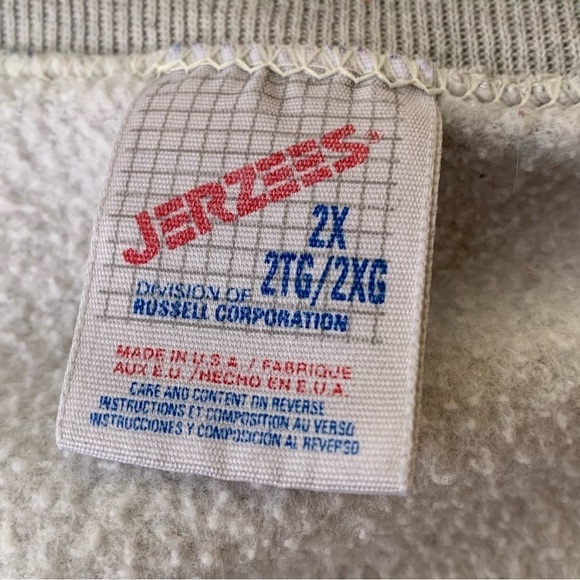 JERZEES
2X
2TG/2XG
DIVISION OF
RUSSELL CORPORATION
MADE IN U.S.A. / FABRIQUE
AUX E.U. / HECHO EN E.U.A.
CARE AND CONTENT ON REVERSE
INSTRUCTIONS ET COMPOSITION AU VERSO
INSTRUCCIONES Y COMPOSICIÓN AL REVERSO